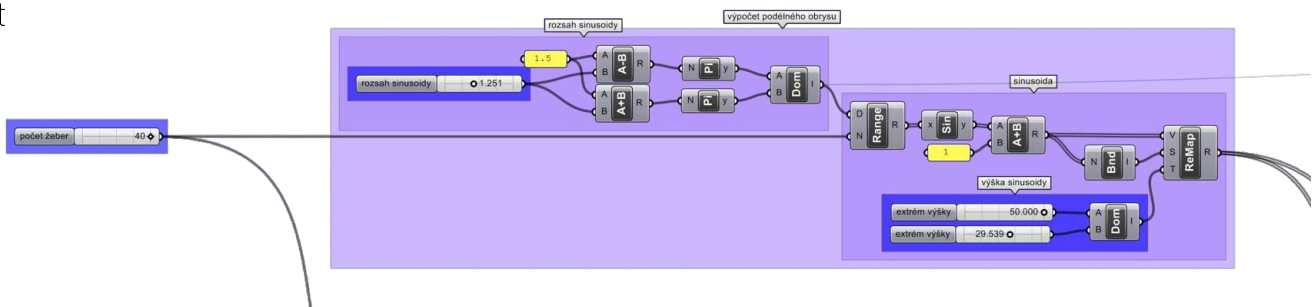 t
výpočet podélného obrysu
rozsah sinusoidy
1.5
A B A-B R
N Pi y
rozsah sinusoidy 1.251
A B A+B R
N Pi y
A B Dom I
sinusoida
počet žeber 40
D N Range R
x Sin y
1
A B A+B R
N Bnd I
V S T ReMap R
výška sinusoidy
extrém výšky 50.000
extrém výšky 29.539
A B Dom I